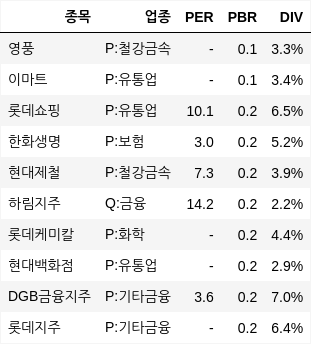 종목 업종 PER PBR DIV
영풍 P:철강금속 - 0.1 3.3%
이마트 P:유통업 - 0.1 3.4%
롯데쇼핑 P:유통업 10.1 0.2 6.5%
한화생명 P:보험 3.0 0.2 5.2%
현대제철 P:철강금속 7.3 0.2 3.9%
하림지주 Q:금융 14.2 0.2 2.2%
롯데케미칼 P:화학 - 0.2 4.4%
현대백화점 P:유통업 - 0.2 2.9%
DGB금융지주 P:기타금융 3.6 0.2 7.0%
롯데지주 P:기타금융 - 0.2 6.4%